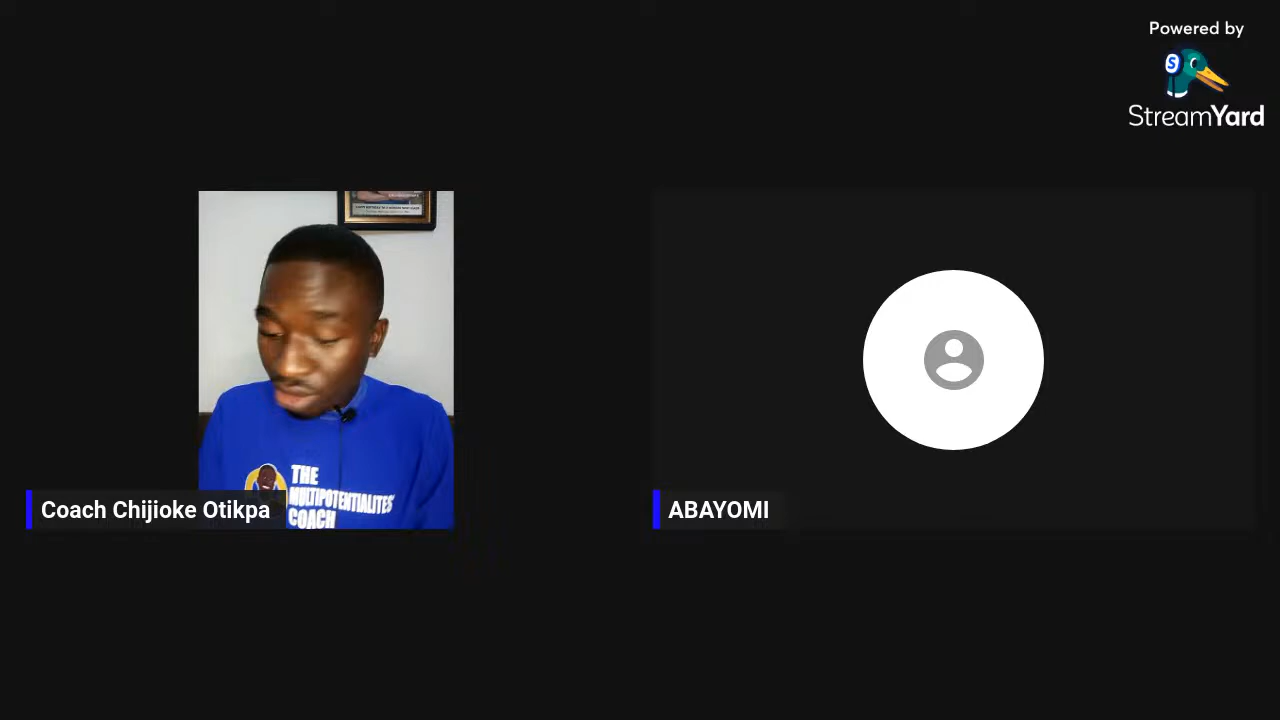 Powered by
S
StreamYard
THE
MULTIPOTENTIALITES'
COACH
Coach Chijioke Otikpa
ABAYOMI